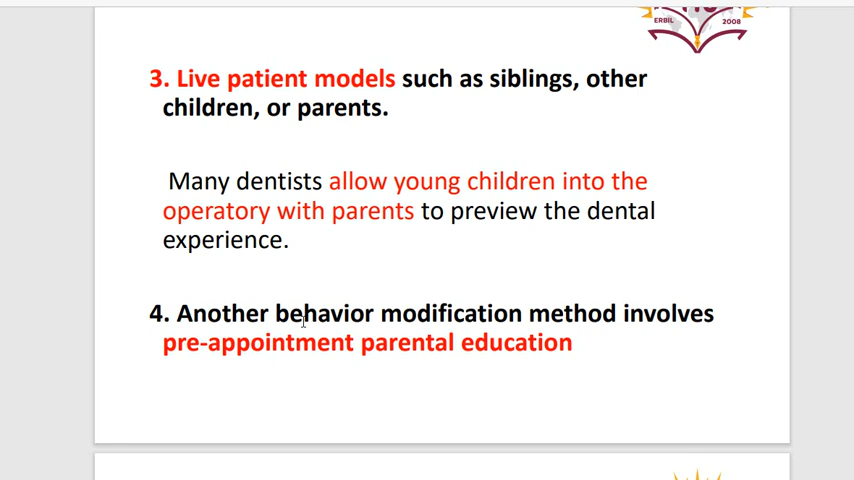 ERBIL 2008
3. Live patient models such as siblings, other
children, or parents.
Many dentists allow young children into the
operatory with parents to preview the dental
experience.
4. Another behavior modification method involves
pre-appointment parental education